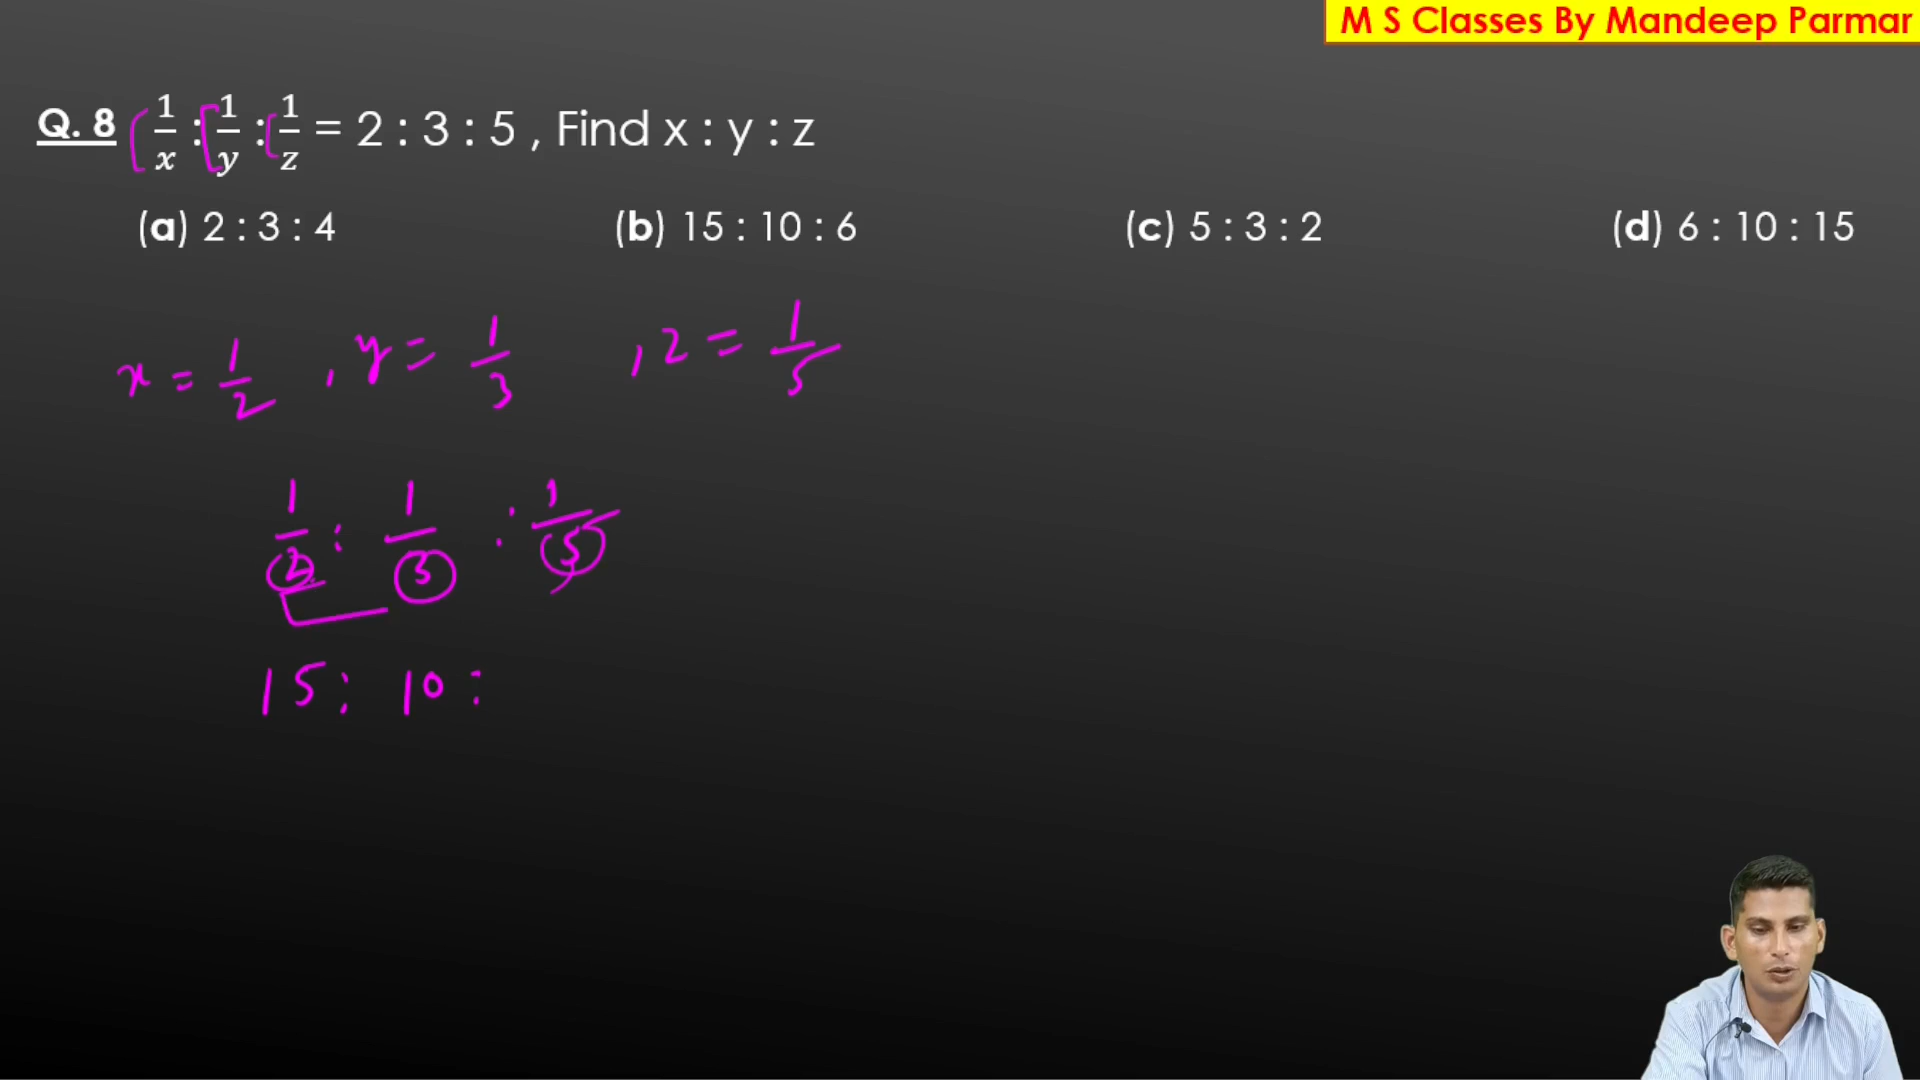 M S Classes By Mandeep Parmar
Q. 8 1/x : 1/y : 1/z = 2 : 3 : 5 , Find x : y : z
(a) 2 : 3 : 4 (b) 15 : 10 : 6 (c) 5 : 3 : 2 (d) 6 : 10 : 15
x = 1/2 , y = 1/3 , z = 1/5
1/2 : 1/3 : 1/5
15 : 10 :